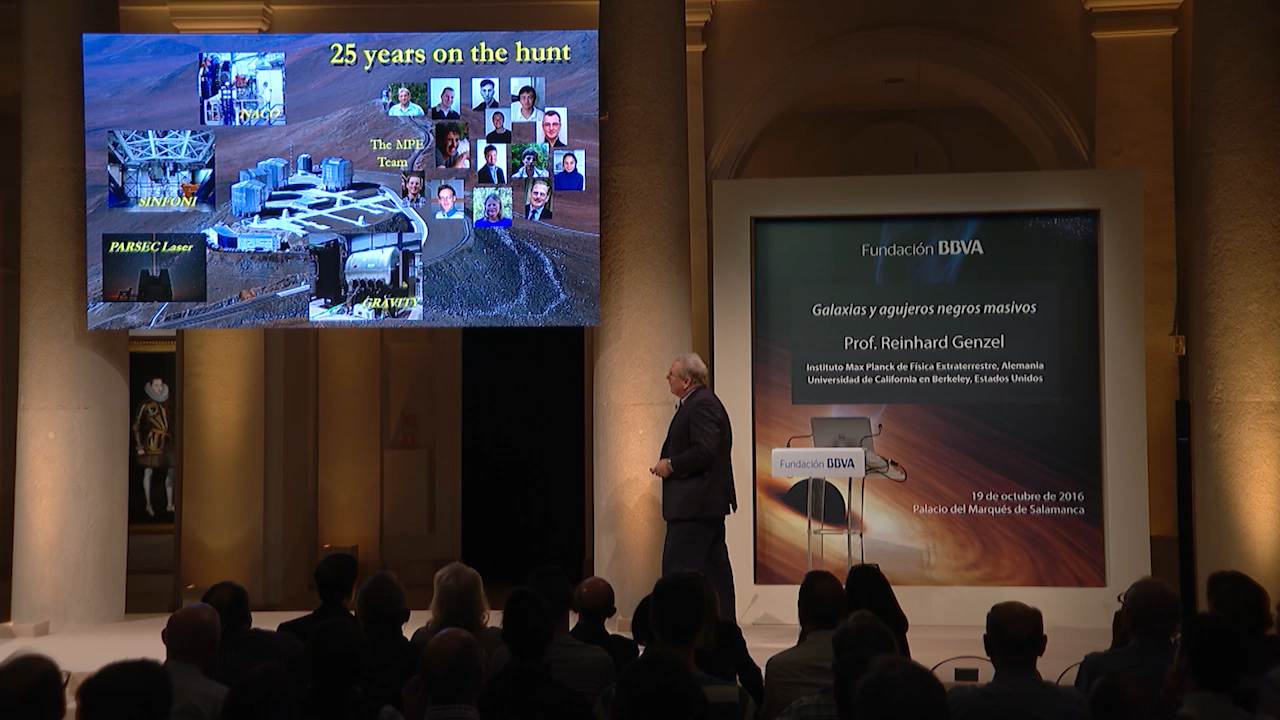 25 years on the hunt
NACO
The MPE
Team
SINFONI
PARSEC Laser
GRAVITY
Fundación BBVA
Galaxias y agujeros negros masivos
Prof. Reinhard Genzel
Instituto Max Planck de Física Extraterrestre, Alemania
Universidad de California en Berkeley, Estados Unidos
Fundación BBVA
19 de octubre de 2016
Palacio del Marqués de Salamanca